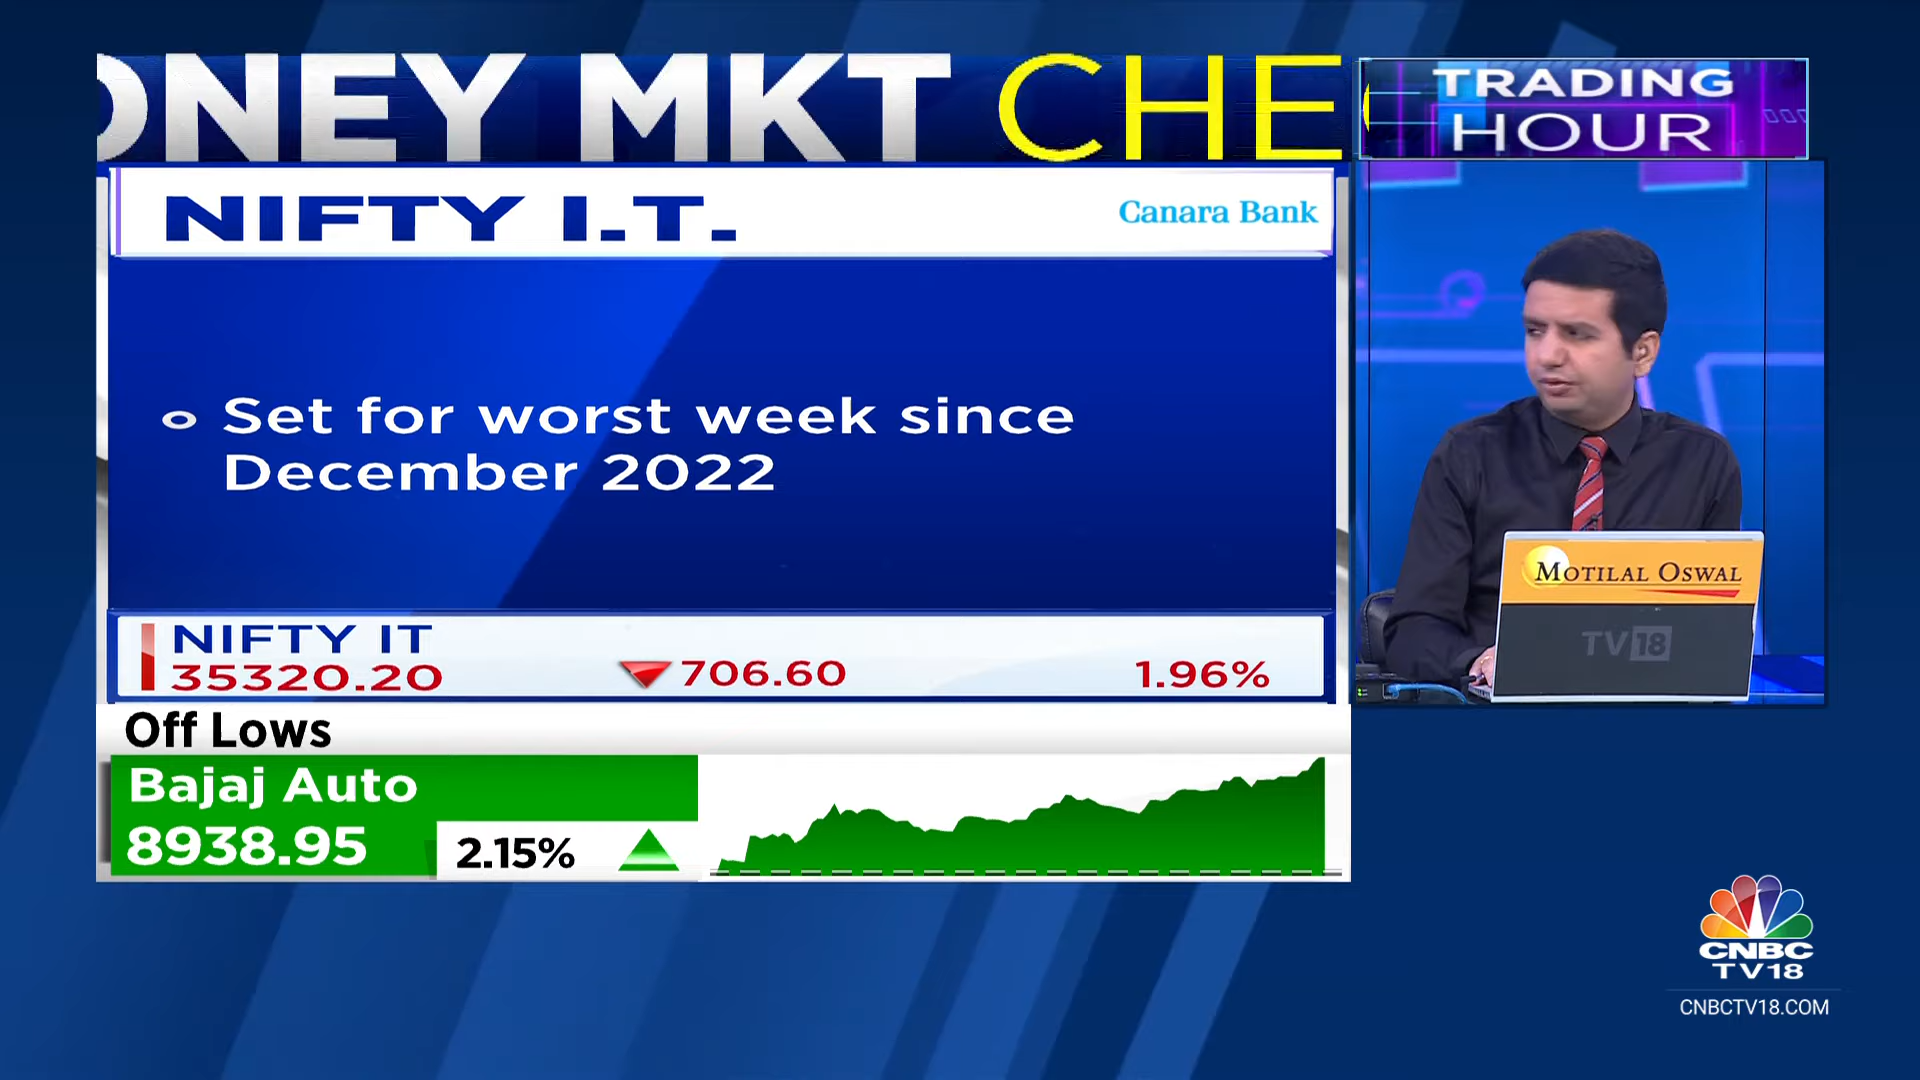 ONEY MKT CHE
TRADING
HOUR
NIFTY I.T.
Canara Bank
Set for worst week since
December 2022
NIFTY IT
35320.20 706.60 1.96%
Off Lows
Bajaj Auto
8938.95 2.15%
MOTILAL OSWAL
TV18
CNBC
TV18
CNBCTV18.COM